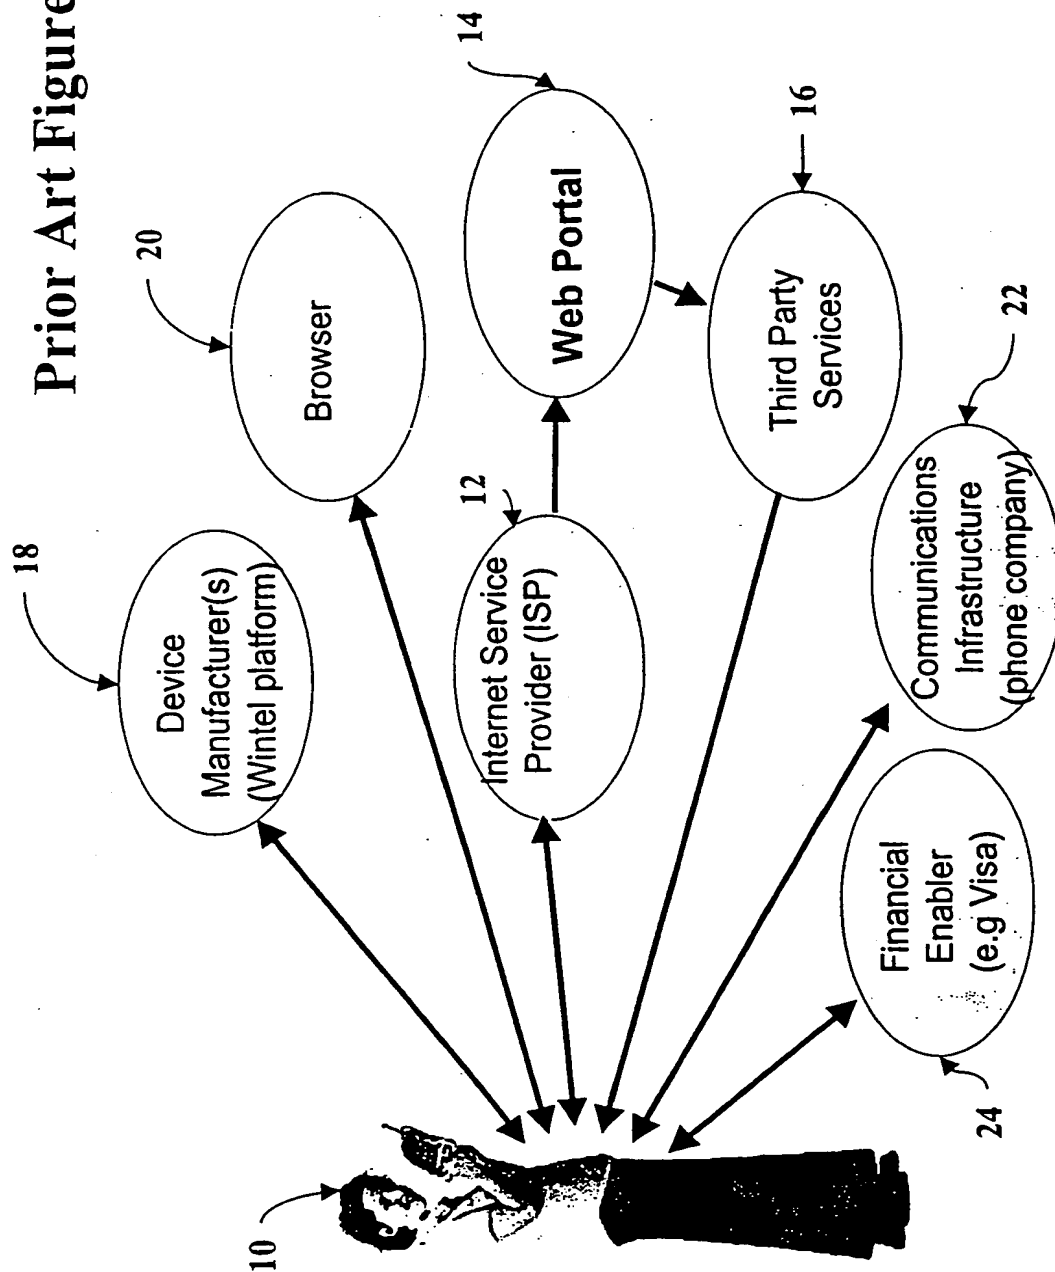 Prior Art Figure
18
Device
Manufacturer(s)
(Wintel platform)
20
Browser
10
12
Internet Service
Provider (ISP)
14
Web Portal
16
Third Party
Services
24
Financial
Enabler
(e.g Visa)
22
Communications
Infrastructure
(phone company)